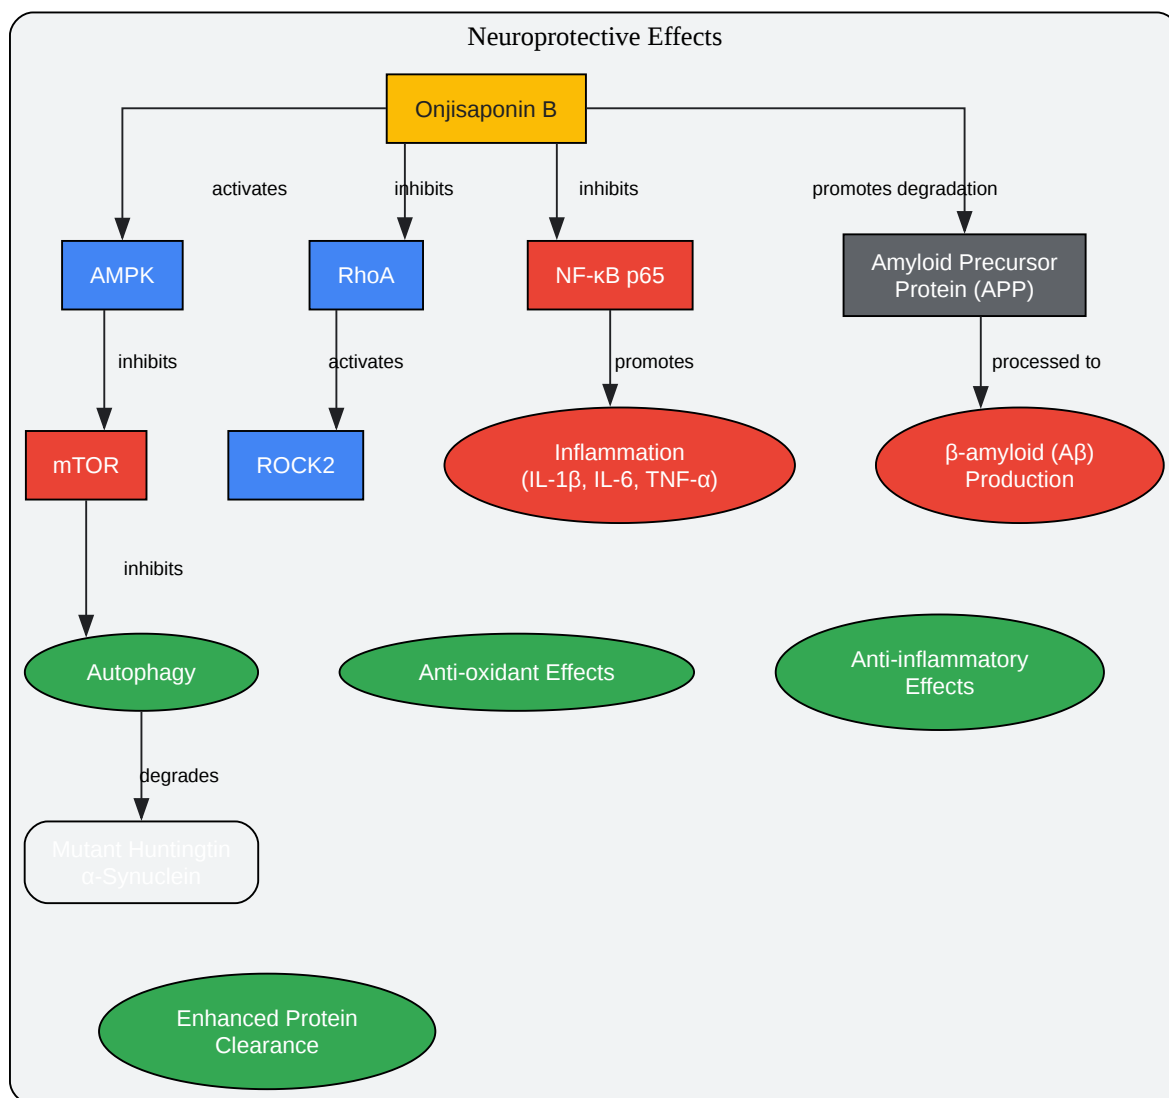 Neuroprotective Effects
Onjisaponin B
activates
inhibits
inhibits
promotes degradation
AMPK
RhoA
NF-κB p65
Amyloid Precursor
Protein (APP)
inhibits
activates
promotes
processed to
mTOR
ROCK2
Inflammation
(IL-1β, IL-6, TNF-α)
β-amyloid (Aβ)
Production
inhibits
Autophagy
Anti-oxidant Effects
Anti-inflammatory
Effects
degrades
Mutant Huntingtin
α-Synuclein
Enhanced Protein
Clearance